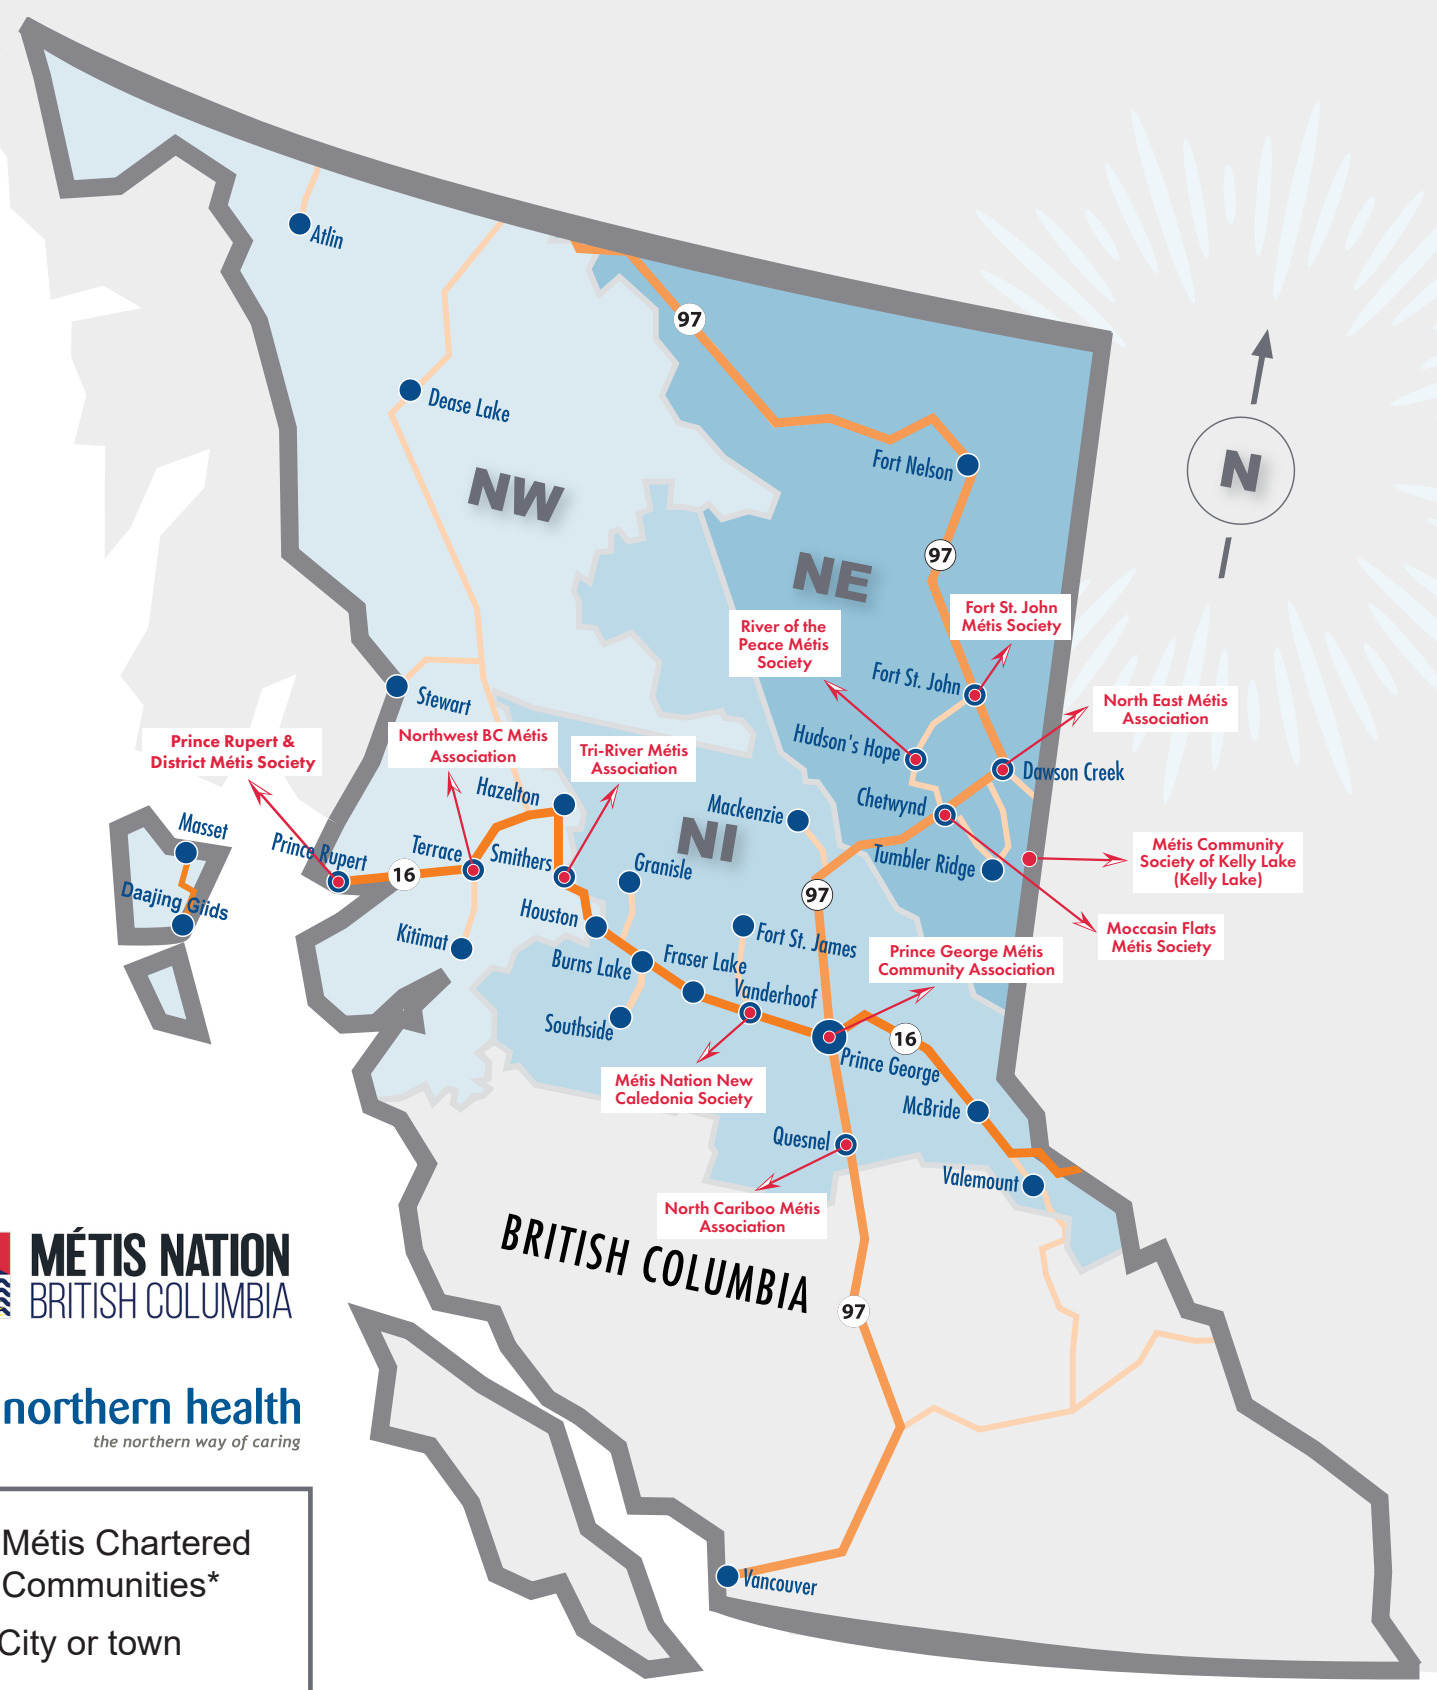 Atlin
97
Dease Lake
Fort Nelson
NW
97
NE
N
Fort St. John
Métis Society
River of the
Peace Métis
Society
Fort St. John
North East Métis
Association
Stewart
Prince Rupert &
District Métis Society
Northwest BC Métis
Association
Tri-River Métis
Association
Hudson's Hope
Dawson Creek
Hazelton
Mackenzie
Chetwynd
Masset
NI
Métis Community
Society of Kelly Lake
(Kelly Lake)
Prince Rupert
Terrace
Smithers
Granisle
Tumbler Ridge
16
97
Daajing Giids
Houston
Kitimat
Fort St. James
Moccasin Flats
Métis Society
Burns Lake
Fraser Lake
Prince George Métis
Community Association
Vanderhoof
Southside
16
Prince George
Métis Nation New
Caledonia Society
McBride
Quesnel
Valemount
North Cariboo Métis
Association
BRITISH COLUMBIA
MÉTIS NATION
BRITISH COLUMBIA
97
northern health
the northern way of caring
Métis Chartered
Communities*
City or town
Vancouver